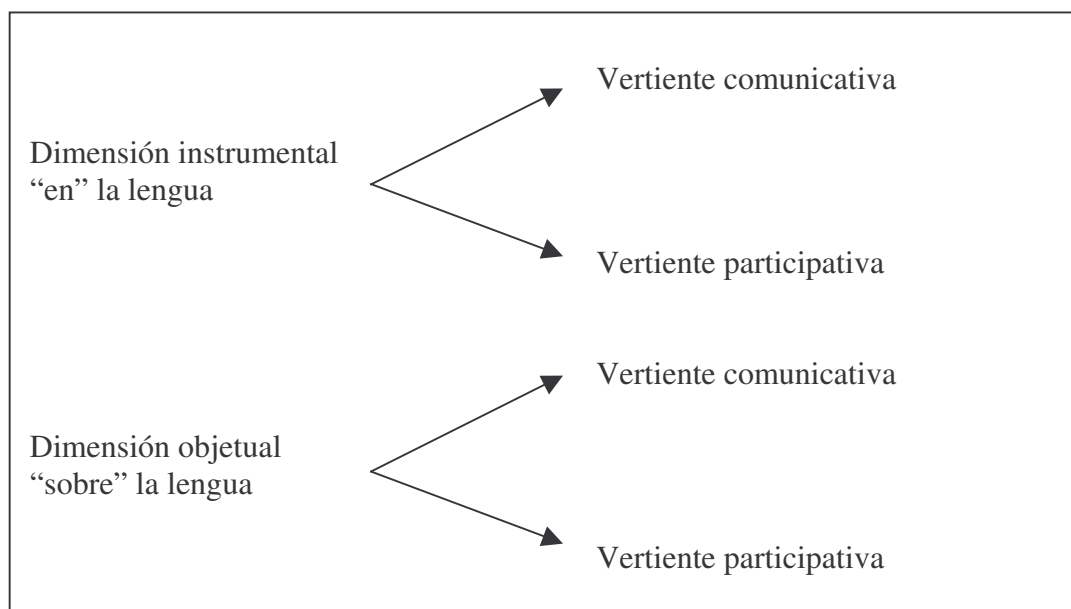 Vertiente comunicativa
Dimensión instrumental
“en” la lengua
Vertiente participativa
Vertiente comunicativa
Dimensión objetual
“sobre” la lengua
Vertiente participativa